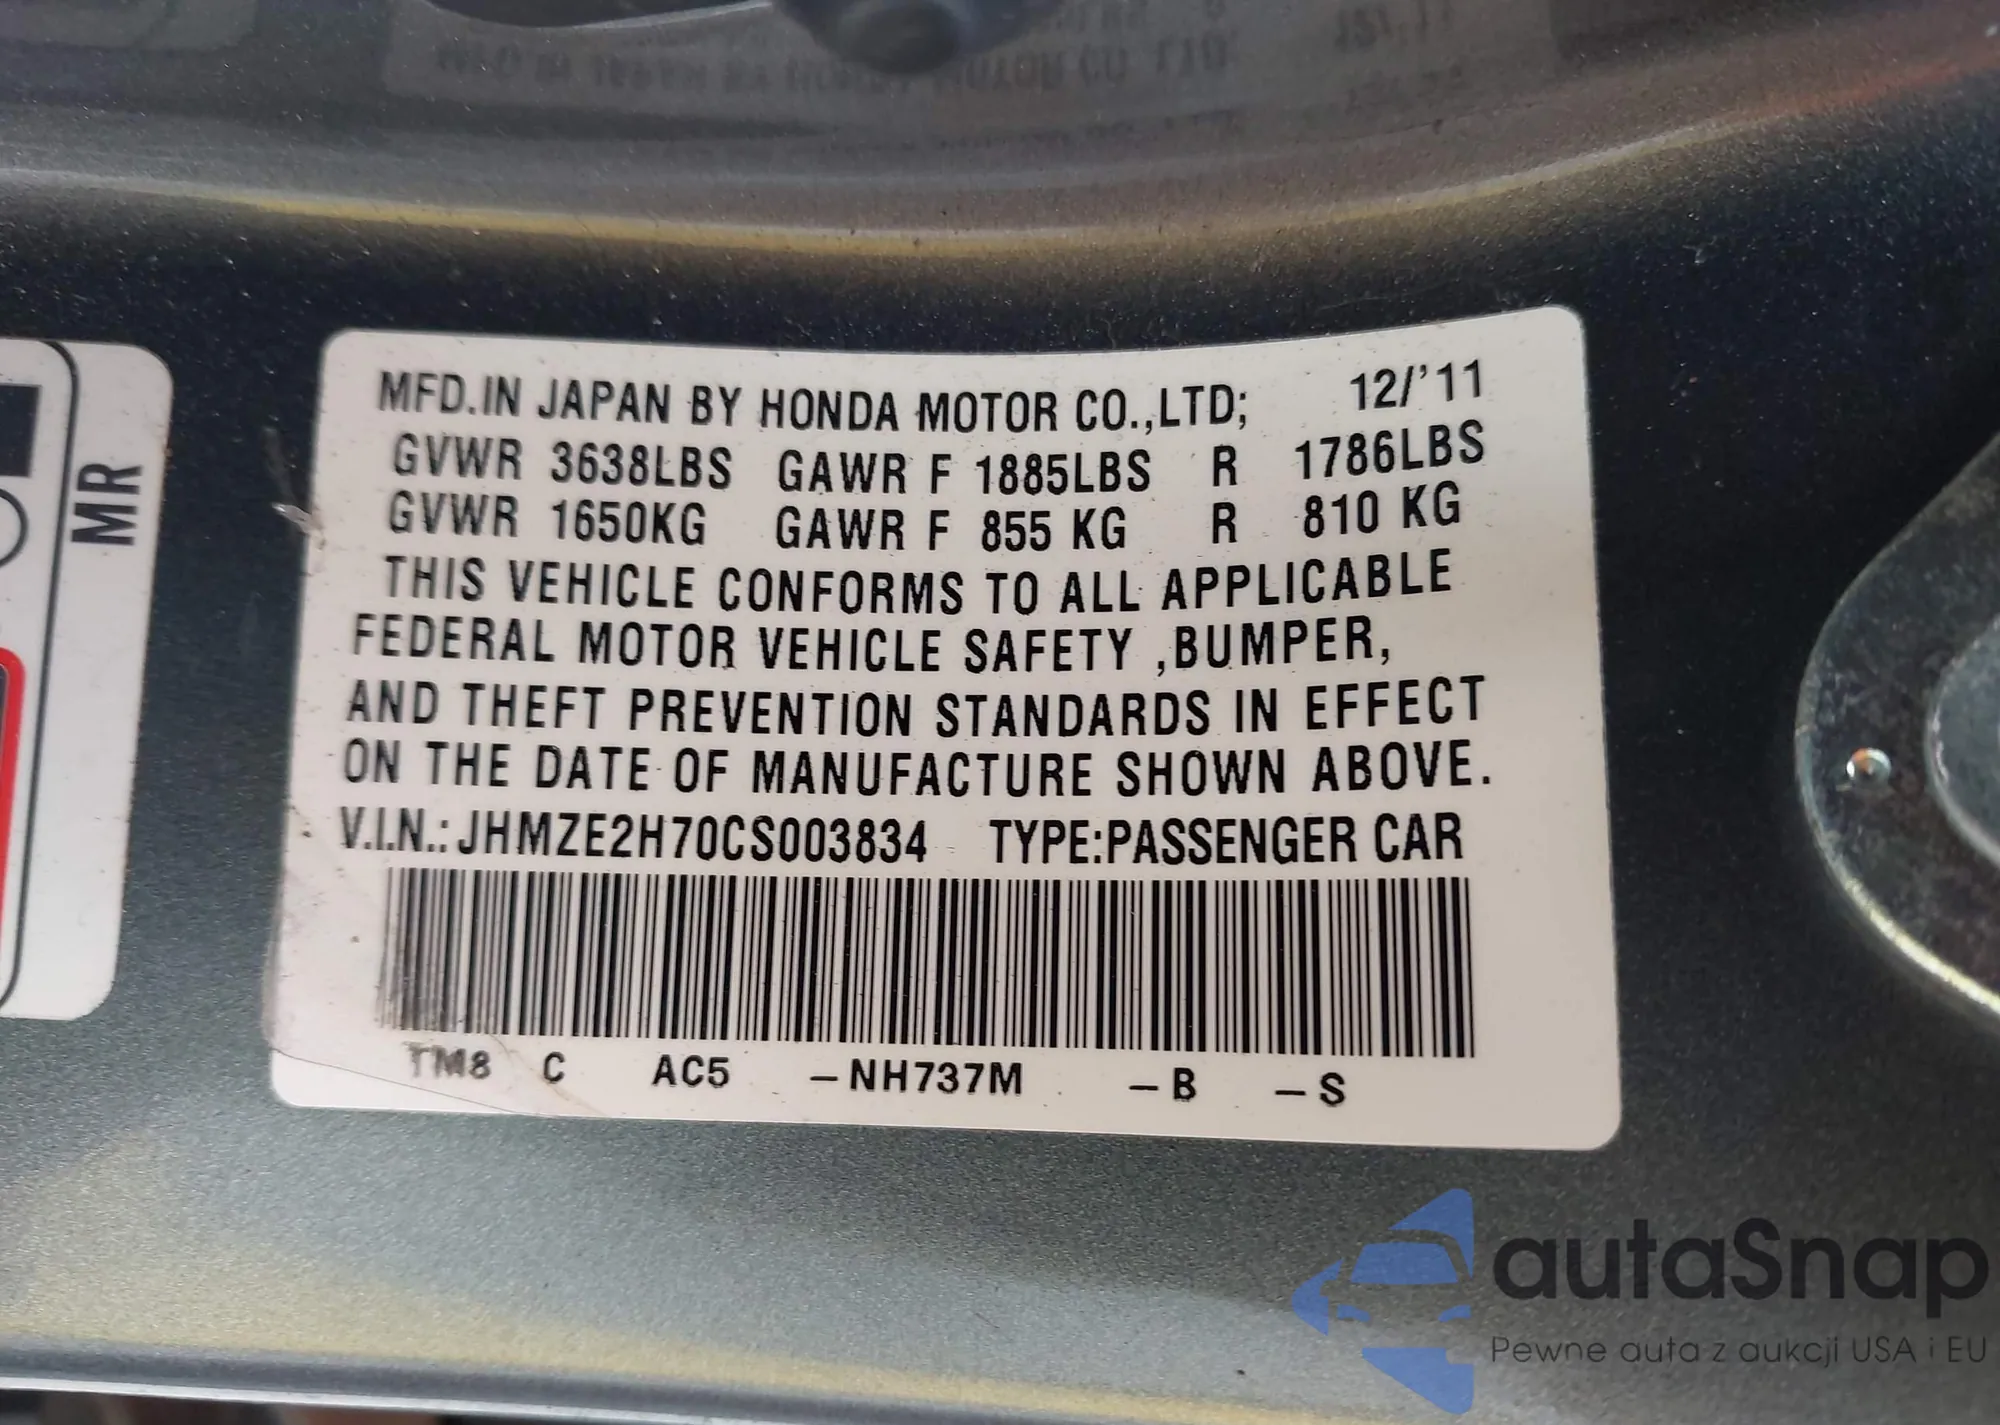 MFD.IN JAPAN BY HONDA MOTOR CO.,LTD; 12/'11
GVWR 3638LBS GAWR F 1885LBS R 1786LBS
GVWR 1650KG GAWR F 855 KG R 810 KG
THIS VEHICLE CONFORMS TO ALL APPLICABLE
FEDERAL MOTOR VEHICLE SAFETY ,BUMPER,
AND THEFT PREVENTION STANDARDS IN EFFECT
ON THE DATE OF MANUFACTURE SHOWN ABOVE.
V.I.N.: JHMZE2H70CS003834 TYPE:PASSENGER CAR
TM8 C AC5 -NH737M -B -S
MR
autaSnap
Pewne auta z aukcji USA i EU